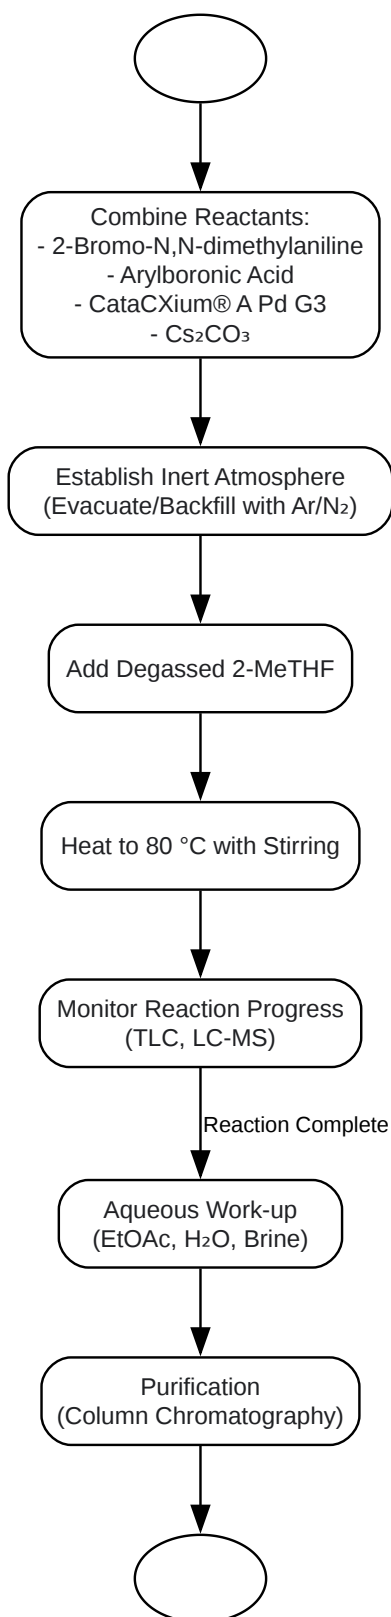 Combine Reactants:
- 2-Bromo-N,N-dimethylaniline
- Arylboronic Acid
- CataCXium® A Pd G3
- Cs₂CO₃
Establish Inert Atmosphere
(Evacuate/Backfill with Ar/N₂)
Add Degassed 2-MeTHF
Heat to 80 °C with Stirring
Monitor Reaction Progress
(TLC, LC-MS)
Reaction Complete
Aqueous Work-up
(EtOAc, H₂O, Brine)
Purification
(Column Chromatography)